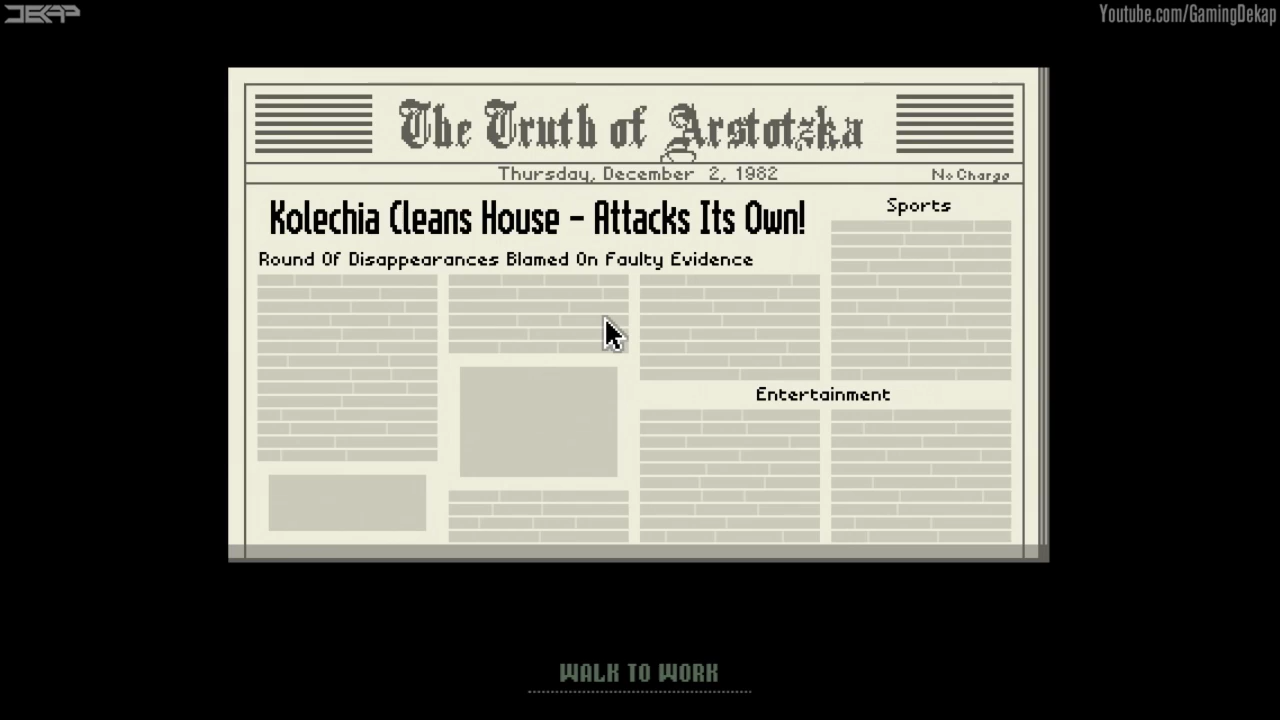 DEKAP
Youtube.com/GamingDekap
The Truth of Arstotzka
Thursday, December 2, 1982
No Charge
Kolechia Cleans House - Attacks Its Own!
Sports
Round Of Disappearances Blamed On Faulty Evidence
Entertainment
WALK TO WORK